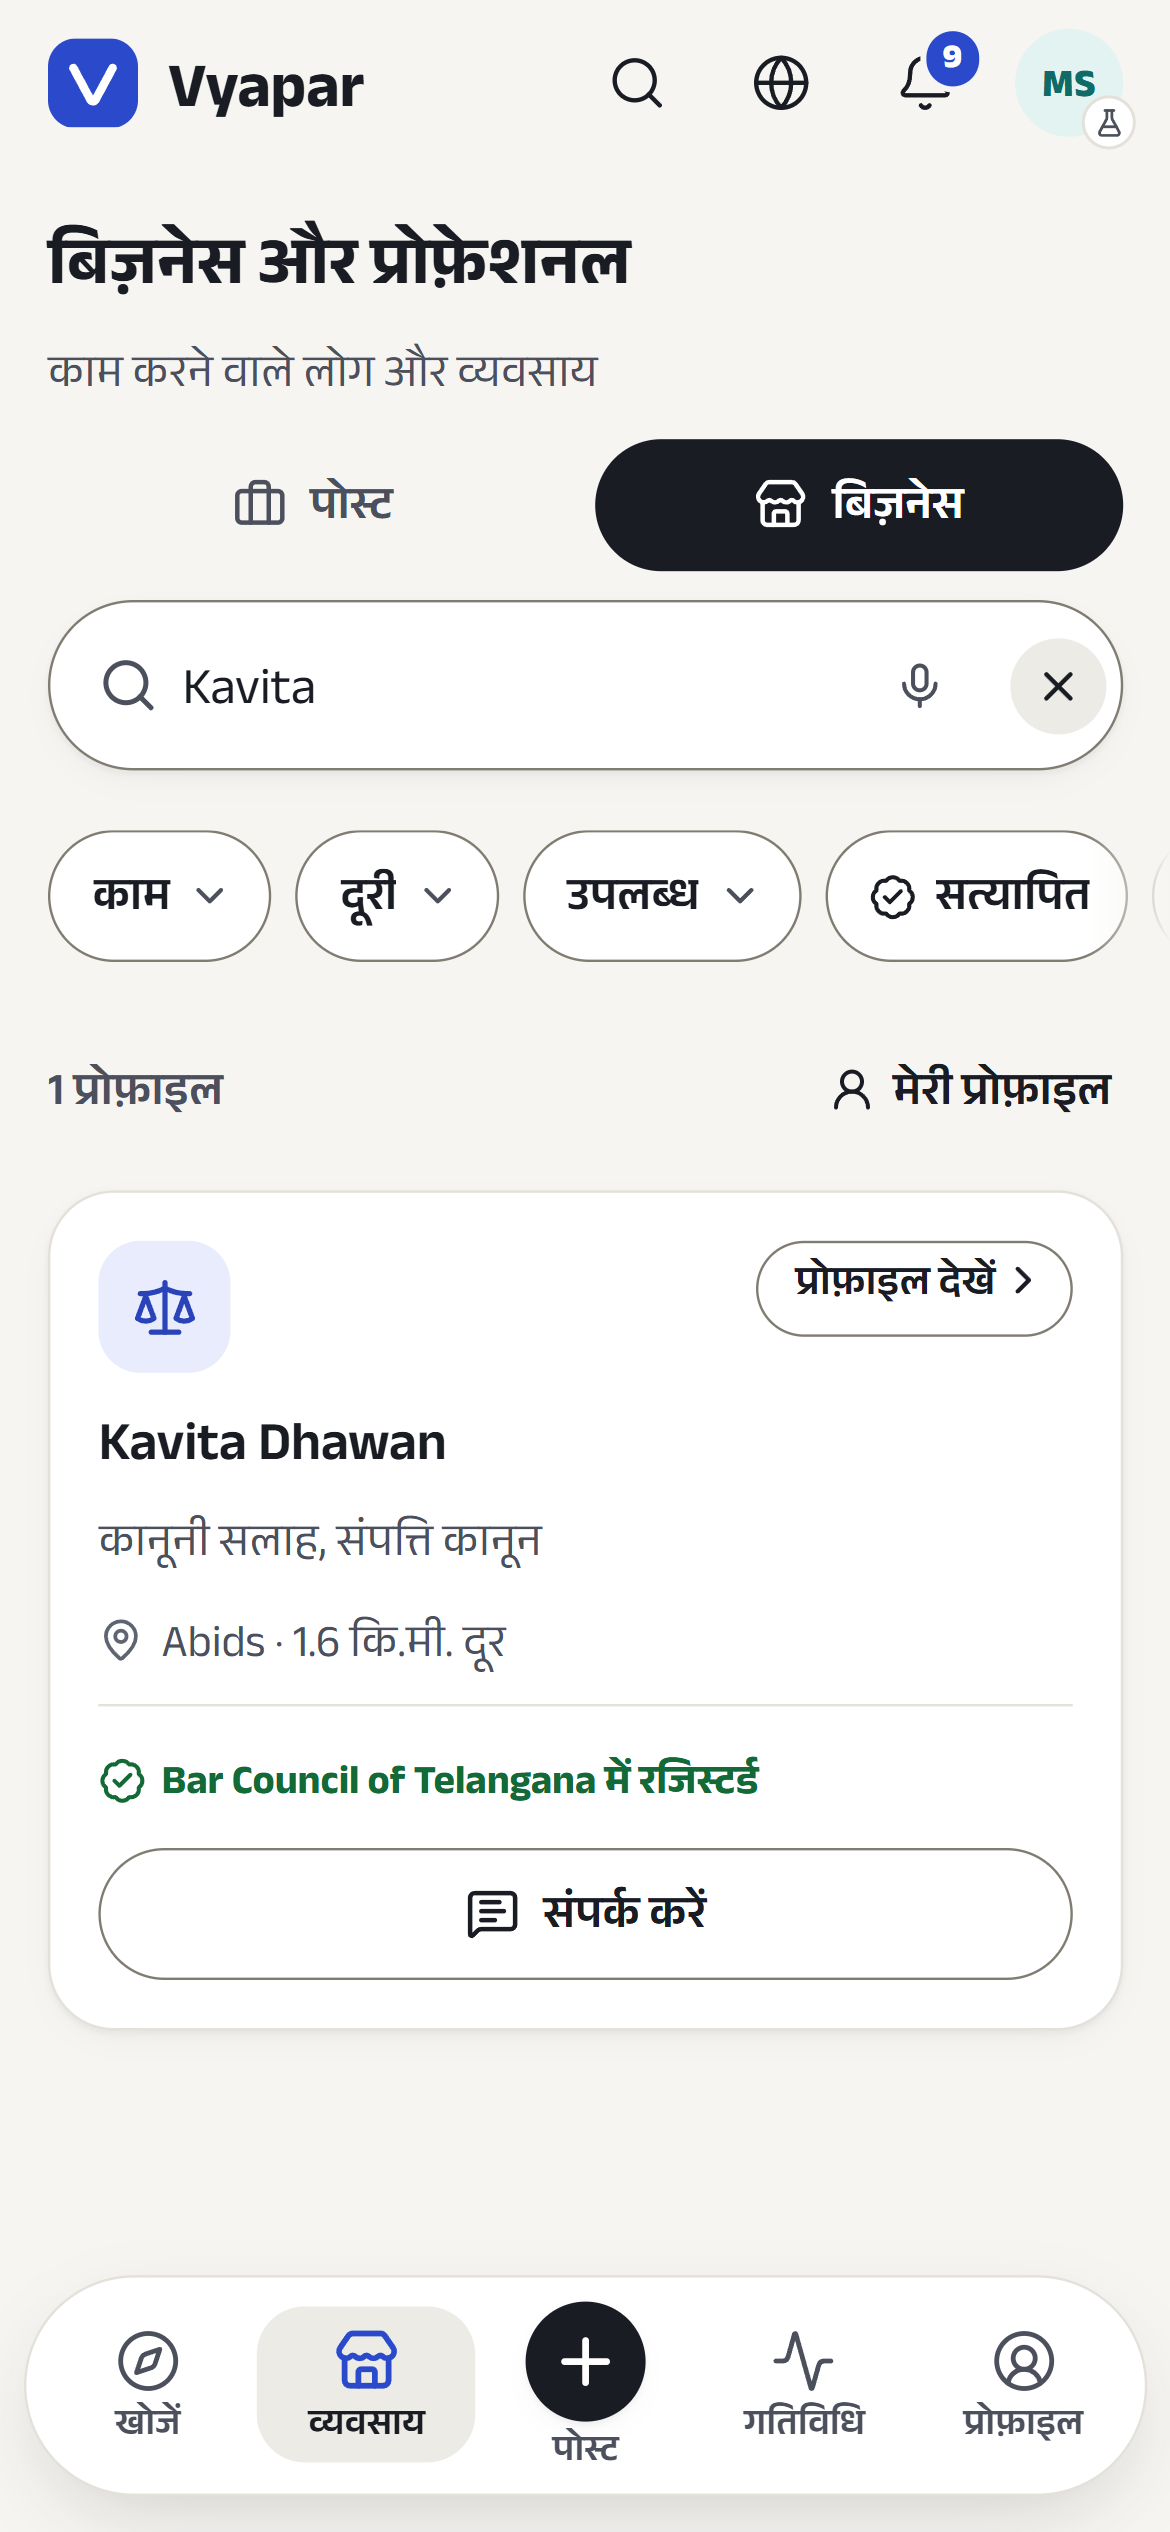 Vyapar
9
MS
बिज़नेस और प्रोफ़ेशनल
काम करने वाले लोग और व्यवसाय
पोस्ट
बिज़नेस
Kavita
काम
दूरी
उपलब्ध
सत्यापित
1 प्रोफ़ाइल
मेरी प्रोफ़ाइल
प्रोफ़ाइल देखें
Kavita Dhawan
कानूनी सलाह, संपत्ति कानून
Abids · 1.6 कि.मी. दूर
Bar Council of Telangana में रजिस्टर्ड
संपर्क करें
खोजें
व्यवसाय
पोस्ट
गतिविधि
प्रोफ़ाइल